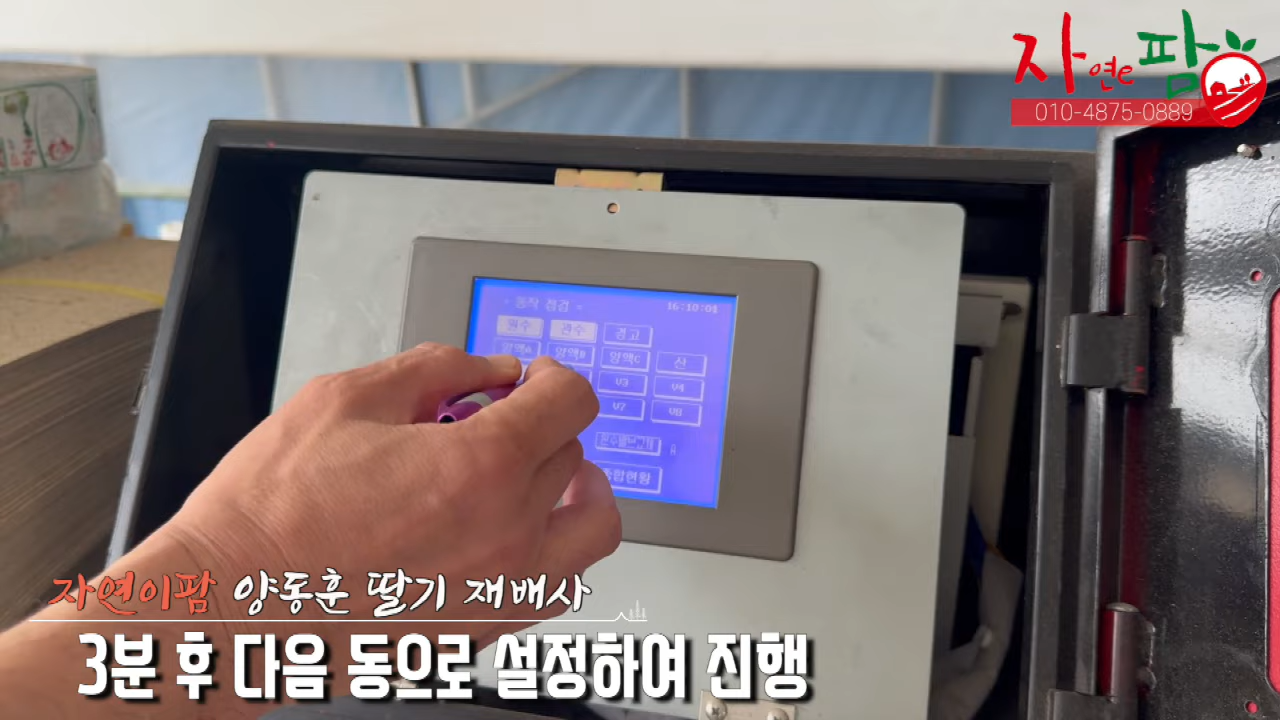 자연e팜
010-4875-0889
동작 점검
16:10:01
원수 관수 경고
양액A 양액B 양액C 산
V3 V4
V7 V8
종합현황
자연이팜 양동훈 딸기 재배사
3분 후 다음 동으로 설정하여 진행